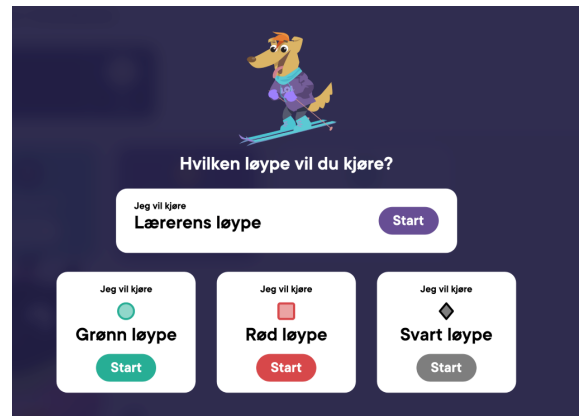 Hvilken løype vil du kjøre?
Jeg vil kjøre
Lærerens løype
Start
Jeg vil kjøre
Grønn løype
Start
Jeg vil kjøre
Rød løype
Start
Jeg vil kjøre
Svart løype
Start